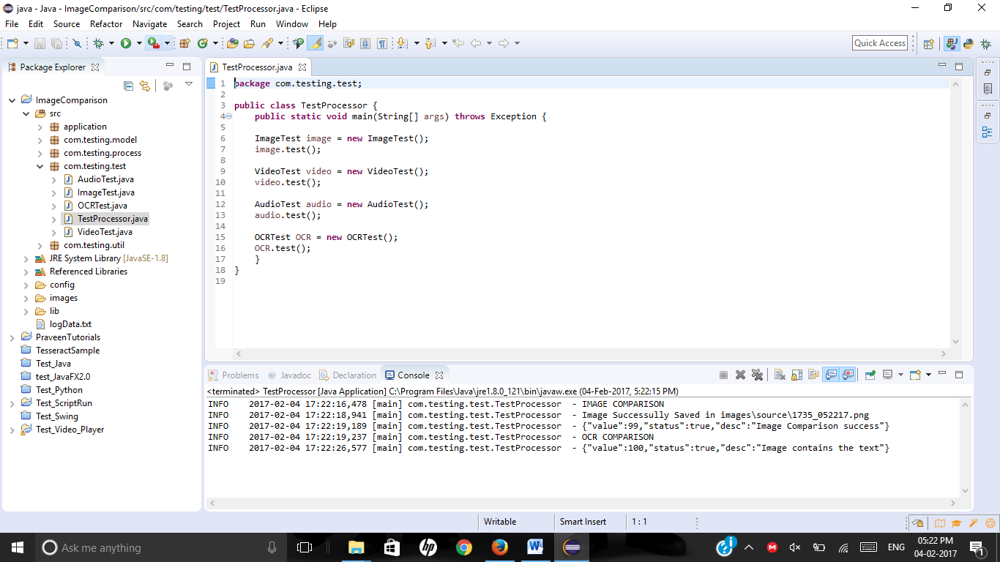 java - Java - ImageComparison/src/com/testing/test/TestProcessor.java - Eclipse
File Edit Source Refactor Navigate Search Project Run Window Help
Quick Access
Package Explorer
ImageComparison
src
application
com.testing.model
com.testing.process
com.testing.test
AudioTest.java
ImageTest.java
OCRTest.java
TestProcessor.java
VideoTest.java
com.testing.util
JRE System Library [JavaSE-1.8]
Referenced Libraries
config
images
lib
logData.txt
PraveenTutorials
TesseractSample
Test_Java
test_JavaFX2.0
Test_Python
Test_ScriptRun
Test_Swing
Test_Video_Player
TestProcessor.java
1 package com.testing.test;
2
3 public class TestProcessor {
4 public static void main(String[] args) throws Exception {
5
6 ImageTest image = new ImageTest();
7 image.test();
8
9 VideoTest video = new VideoTest();
10 video.test();
11
12 AudioTest audio = new AudioTest();
13 audio.test();
14
15 OCRTest OCR = new OCRTest();
16 OCR.test();
17 }
18 }
19
Problems @ Javadoc Declaration Console
<terminated> TestProcessor [Java Application] C:\Program Files\Java\jre1.8.0_121\bin\javaw.exe (04-Feb-2017, 5:22:15 PM)
INFO 2017-02-04 17:22:16,478 [main] com.testing.test.TestProcessor - IMAGE COMPARISON
INFO 2017-02-04 17:22:18,941 [main] com.testing.test.TestProcessor - Image Successully Saved in images\source\1735_052217.png
INFO 2017-02-04 17:22:19,189 [main] com.testing.test.TestProcessor - {"value":99,"status":true,"desc":"Image Comparison success"}
INFO 2017-02-04 17:22:19,237 [main] com.testing.test.TestProcessor - OCR COMPARISON
INFO 2017-02-04 17:22:26,577 [main] com.testing.test.TestProcessor - {"value":100,"status":true,"desc":"Image contains the text"}
Writable Smart Insert 1 : 1
Ask me anything
hp
W
M
ENG
05:22 PM
04-02-2017
1